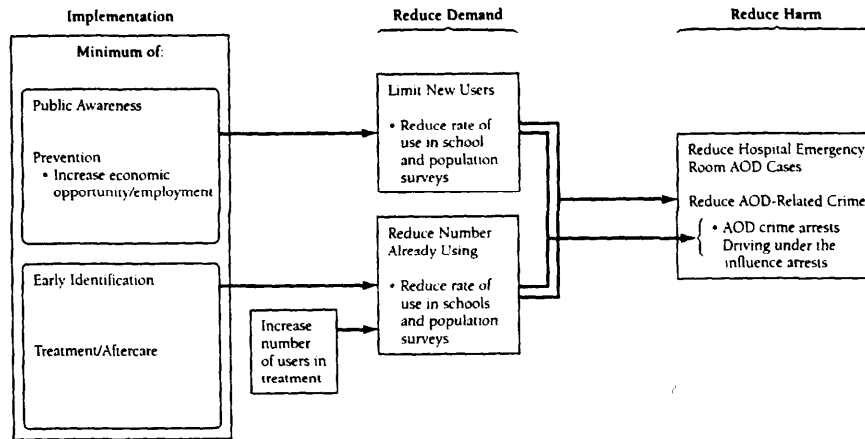 Implementation
Minimum of:
Public Awareness
Prevention
• Increase economic
opportunity/employment
Early Identification
Treatment/Aftercare
Increase
number
of users in
treatment
Reduce Demand
Limit New Users
• Reduce rate of
use in school
and population
surveys
Reduce Number
Already Using
• Reduce rate of
use in schools
and population
surveys
Reduce Harm
Reduce Hospital Emergency
Room AOD Cases
Reduce AOD-Related Crime
• AOD crime arrests
Driving under the
influence arrests